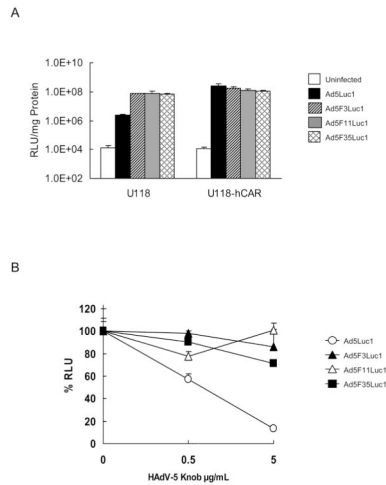 A
1.0E+10
1.0E+08
1.0E+06
1.0E+04
1.0E+02
RLU/mg Protein
U118
U118-hCAR
Uninfected
Ad5Luc1
Ad5F3Luc1
Ad5F11Luc1
Ad5F35Luc1
B
120
100
80
60
40
20
0
% RLU
0
0.5
5
HAdV-5 Knob µg/mL
Ad5Luc1
Ad5F3Luc1
Ad5F11Luc1
Ad5F35Luc1